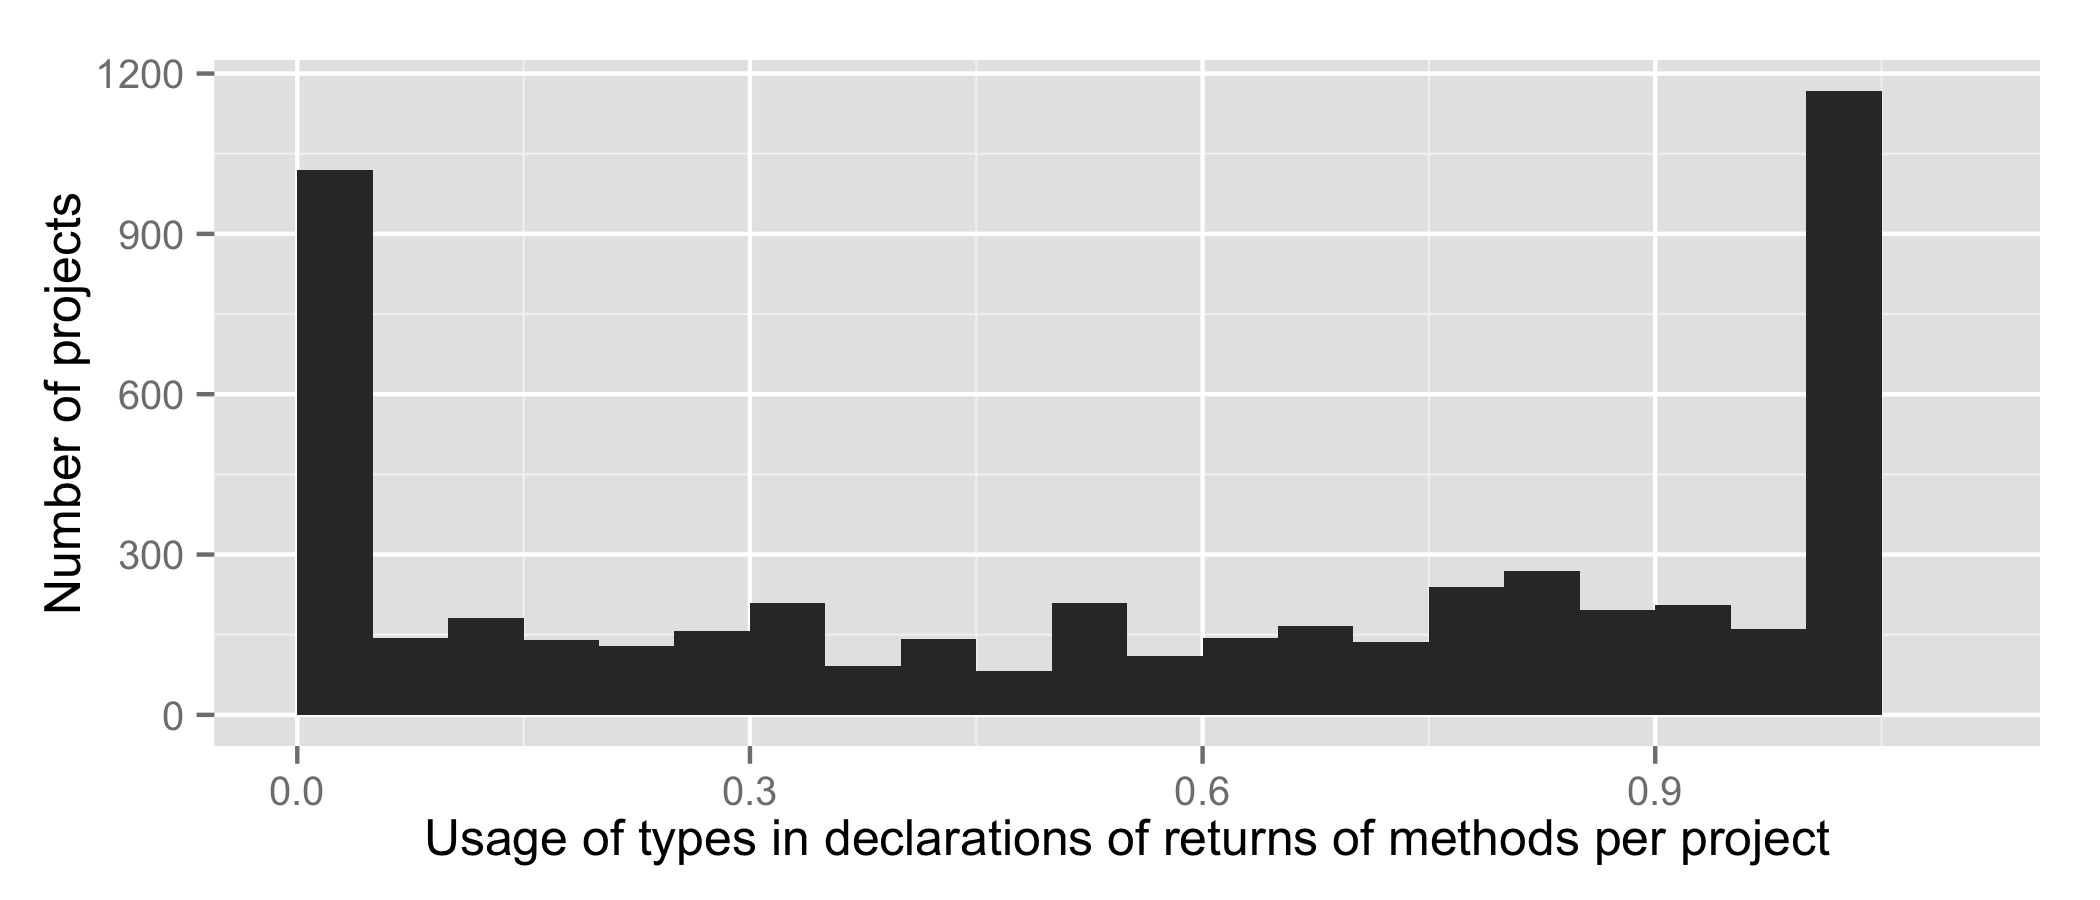 1200
900
600
300
0
Number of projects
0.0 0.3 0.6 0.9
Usage of types in declarations of returns of methods per project